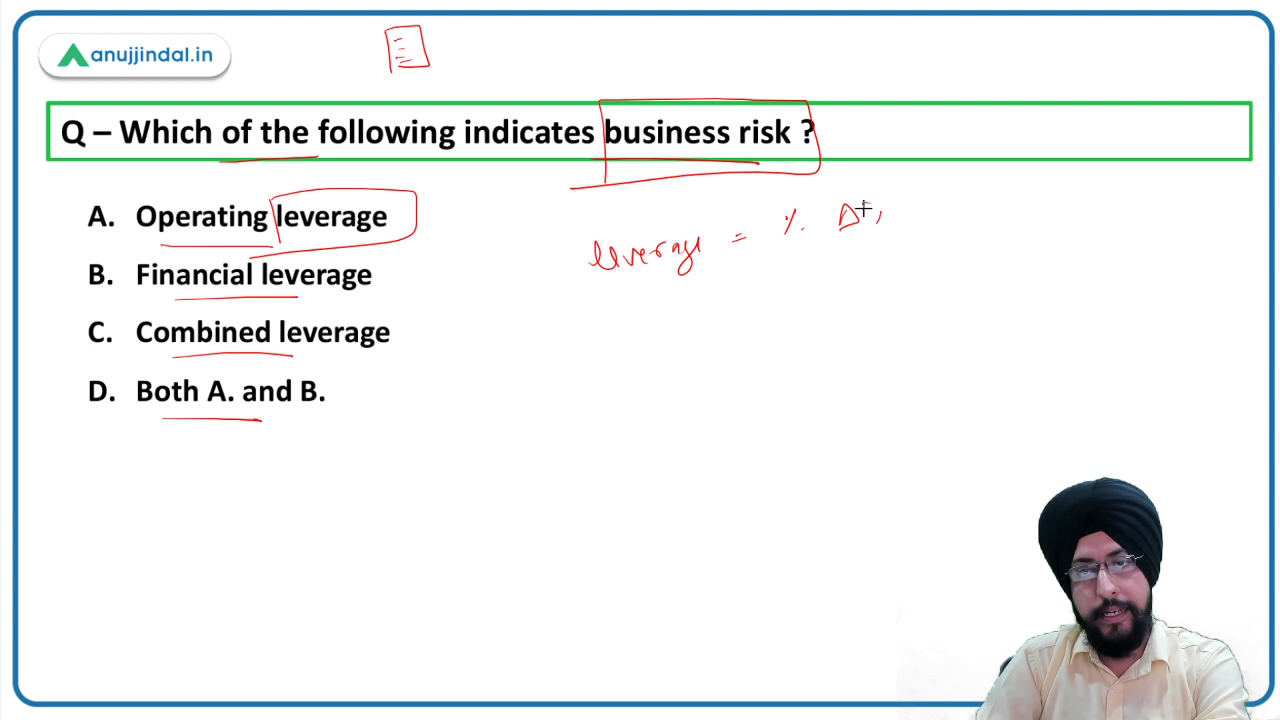 anujjindal.in
Q – Which of the following indicates business risk ?
A. Operating leverage
leverage = % Δ
B. Financial leverage
C. Combined leverage
D. Both A. and B.